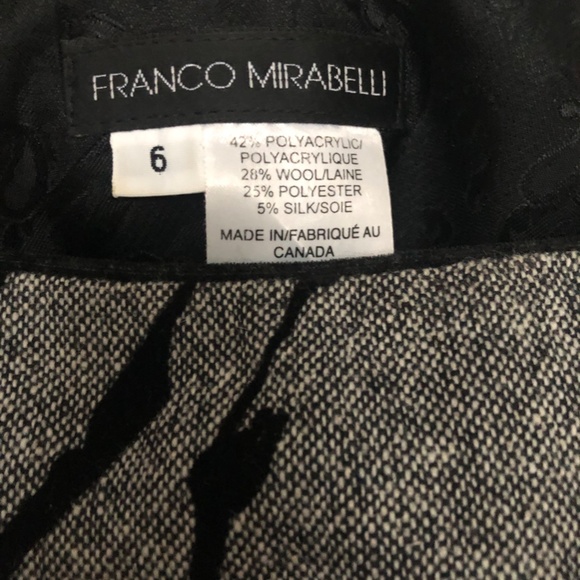 FRANCO MIRABELLI
6
42% POLYACRYLIC/
POLYACRYLIQUE
28% WOOL/LAINE
25% POLYESTER
5% SILK/SOIE
MADE IN/FABRIQUÉ AU
CANADA